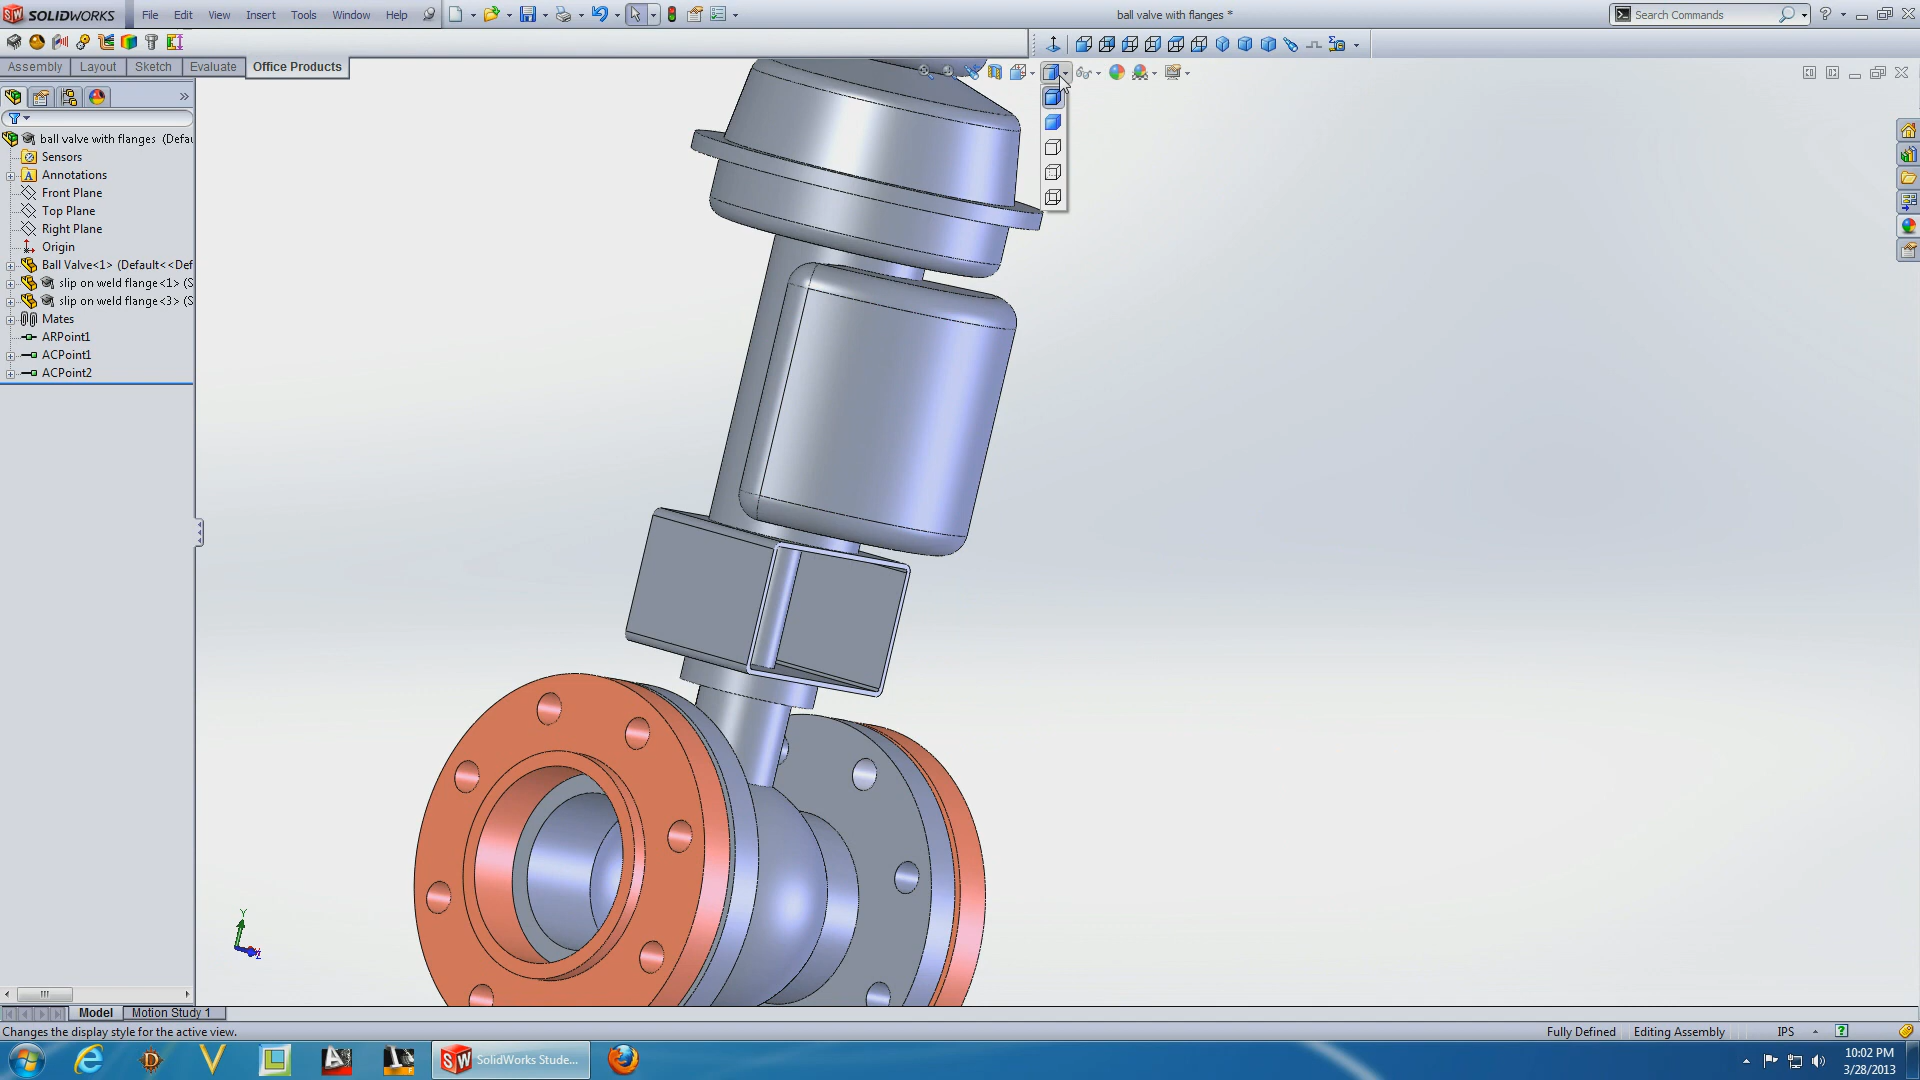 SOLIDWORKS File Edit View Insert Tools Window Help ball valve with flanges * Search Commands ?
Assembly Layout Sketch Evaluate Office Products
ball valve with flanges (Defau
Sensors
Annotations
Front Plane
Top Plane
Right Plane
Origin
Ball Valve<1> (Default<<Def
slip on weld flange<1> (S
slip on weld flange<3> (S
Mates
ARPoint1
ACPoint1
ACPoint2
Y
Z
Model Motion Study 1
Changes the display style for the active view. Fully Defined Editing Assembly IPS ?
SW SolidWorks Stude...
10:02 PM
3/28/2013